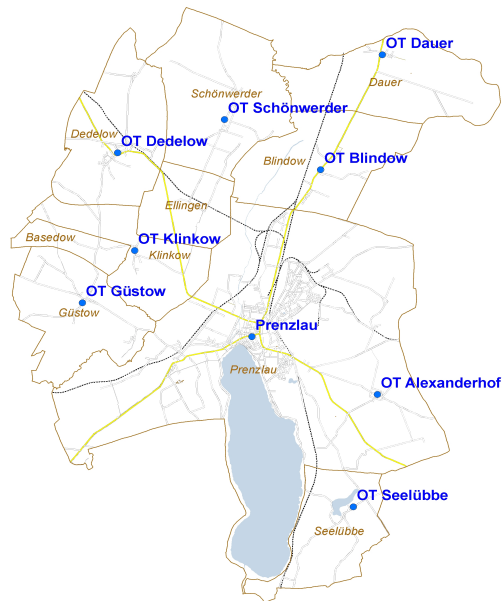 OT Dauer
Dauer
Schönwerder
OT Schönwerder
Dedelow
OT Dedelow
Blindow
OT Blindow
Ellingen
Basedow
OT Klinkow
Klinkow
OT Güstow
Güstow
Prenzlau
Prenzlau
OT Alexanderhof
OT Seelübbe
Seelübbe